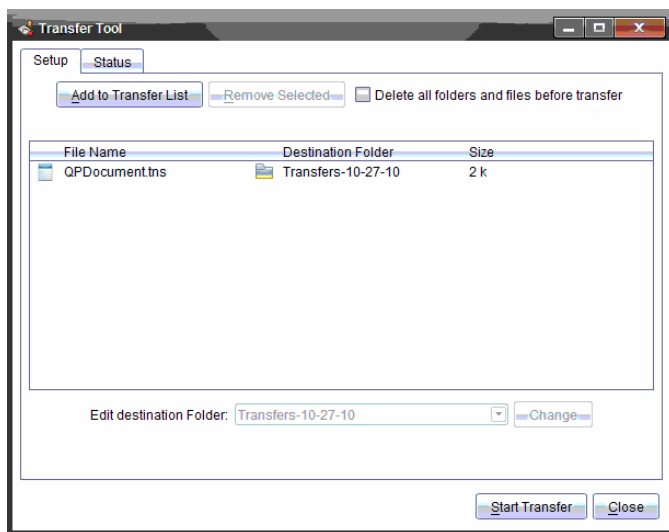 Transfer Tool
Setup Status
Add to Transfer List Remove Selected Delete all folders and files before transfer
File Name Destination Folder Size
QPDocument.tns Transfers-10-27-10 2 k
Edit destination Folder: Transfers-10-27-10 Change
Start Transfer Close